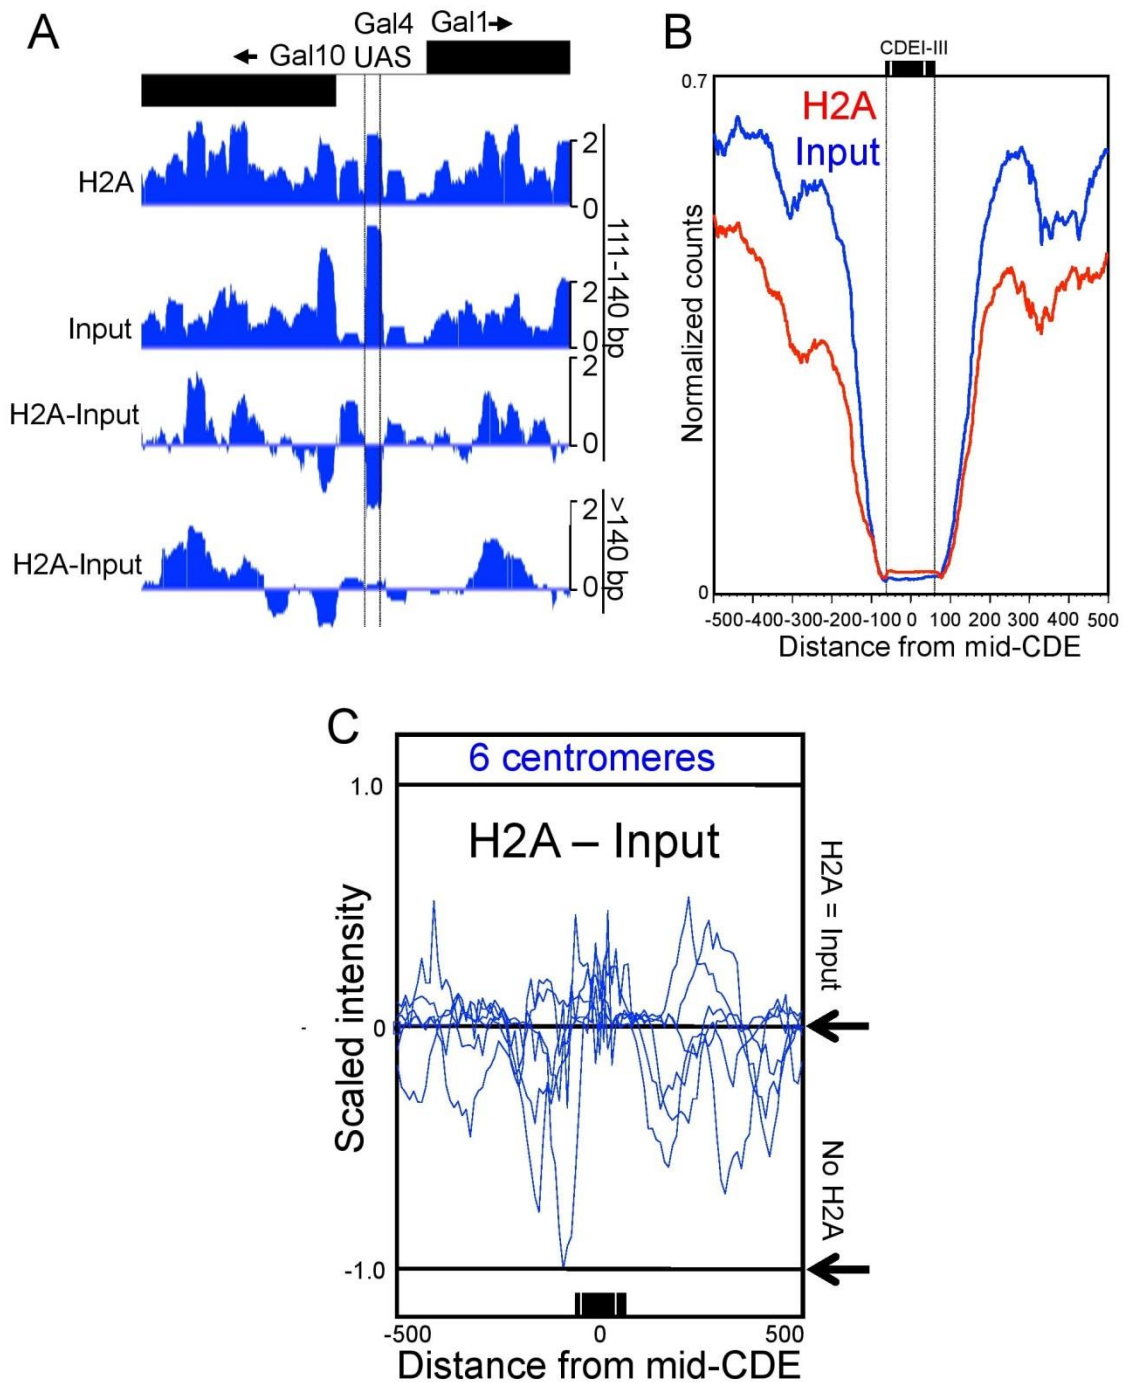 A
Gal4
Gal1
Gal10 UAS
H2A
2
0
Input
2
0
111-140 bp
H2A-Input
2
0
H2A-Input
2
0
>140 bp
B
CDEI-III
0.7
H2A
Input
Normalized counts
0
-500-400-300-200-100 0 100 200 300 400 500
Distance from mid-CDE
C
6 centromeres
1.0
H2A – Input
Scaled intensity
H2A = Input
0
No H2A
-1.0
-500 0 500
Distance from mid-CDE